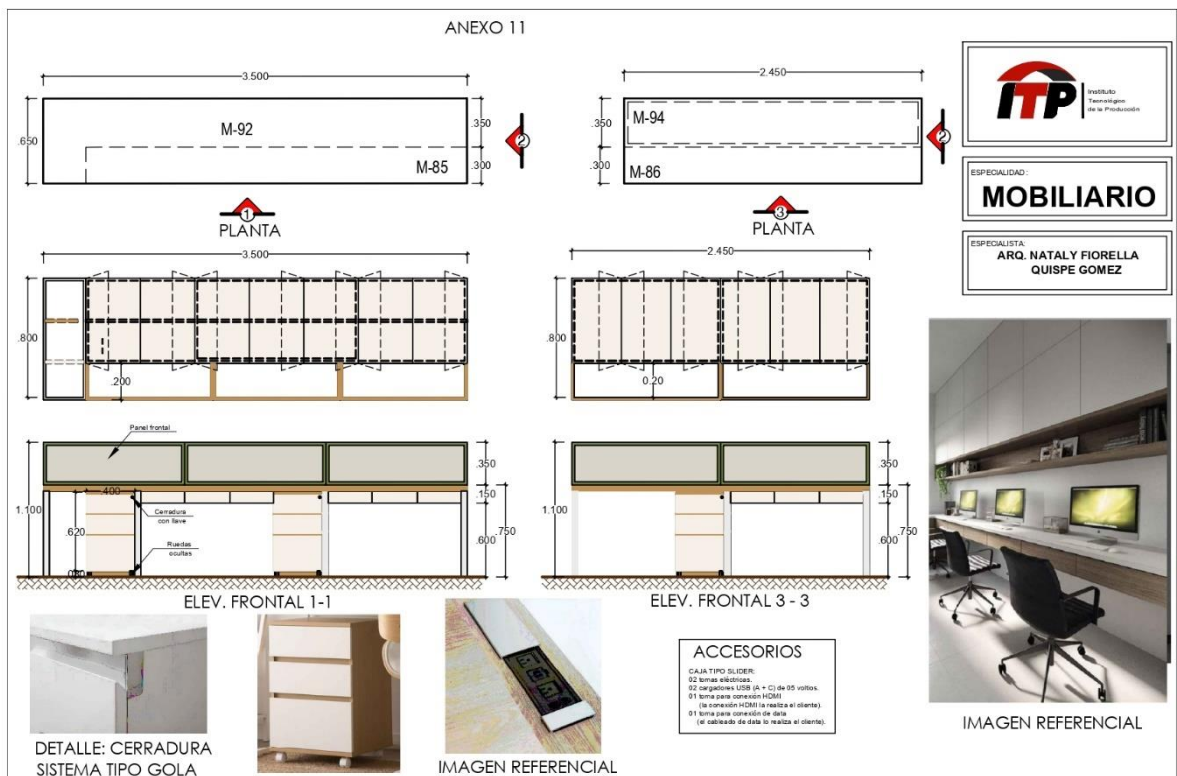 ANEXO 11
3.500
.650
M-92
M-85
.350
.300
2
1
PLANTA
2.450
.350
.300
M-94
M-86
2
3
PLANTA
ITP
Instituto
Tecnológico
de la Producción
ESPECIALIDAD:
MOBILIARIO
ESPECIALISTA:
ARQ. NATALY FIORELLA
QUISPE GOMEZ
3.500
.800
.200
2.450
.800
0.20
Panel frontal
1.100
.400
.620
Cerradura
con llave
Ruedas
ocultas
.350
.150
.750
.600
ELEV. FRONTAL 1-1
1.100
.350
.150
.750
.600
ELEV. FRONTAL 3 - 3
DETALLE: CERRADURA
SISTEMA TIPO GOLA
IMAGEN REFERENCIAL
ACCESORIOS
CAJA TIPO SLIDER:
02 tomas eléctricas.
02 cargadores USB (A + C) de 05 voltios.
01 toma para conexión HDMI
(la conexión HDMI la realiza el cliente).
01 toma para conexión de data
(el cableado de data lo realiza el cliente).
IMAGEN REFERENCIAL